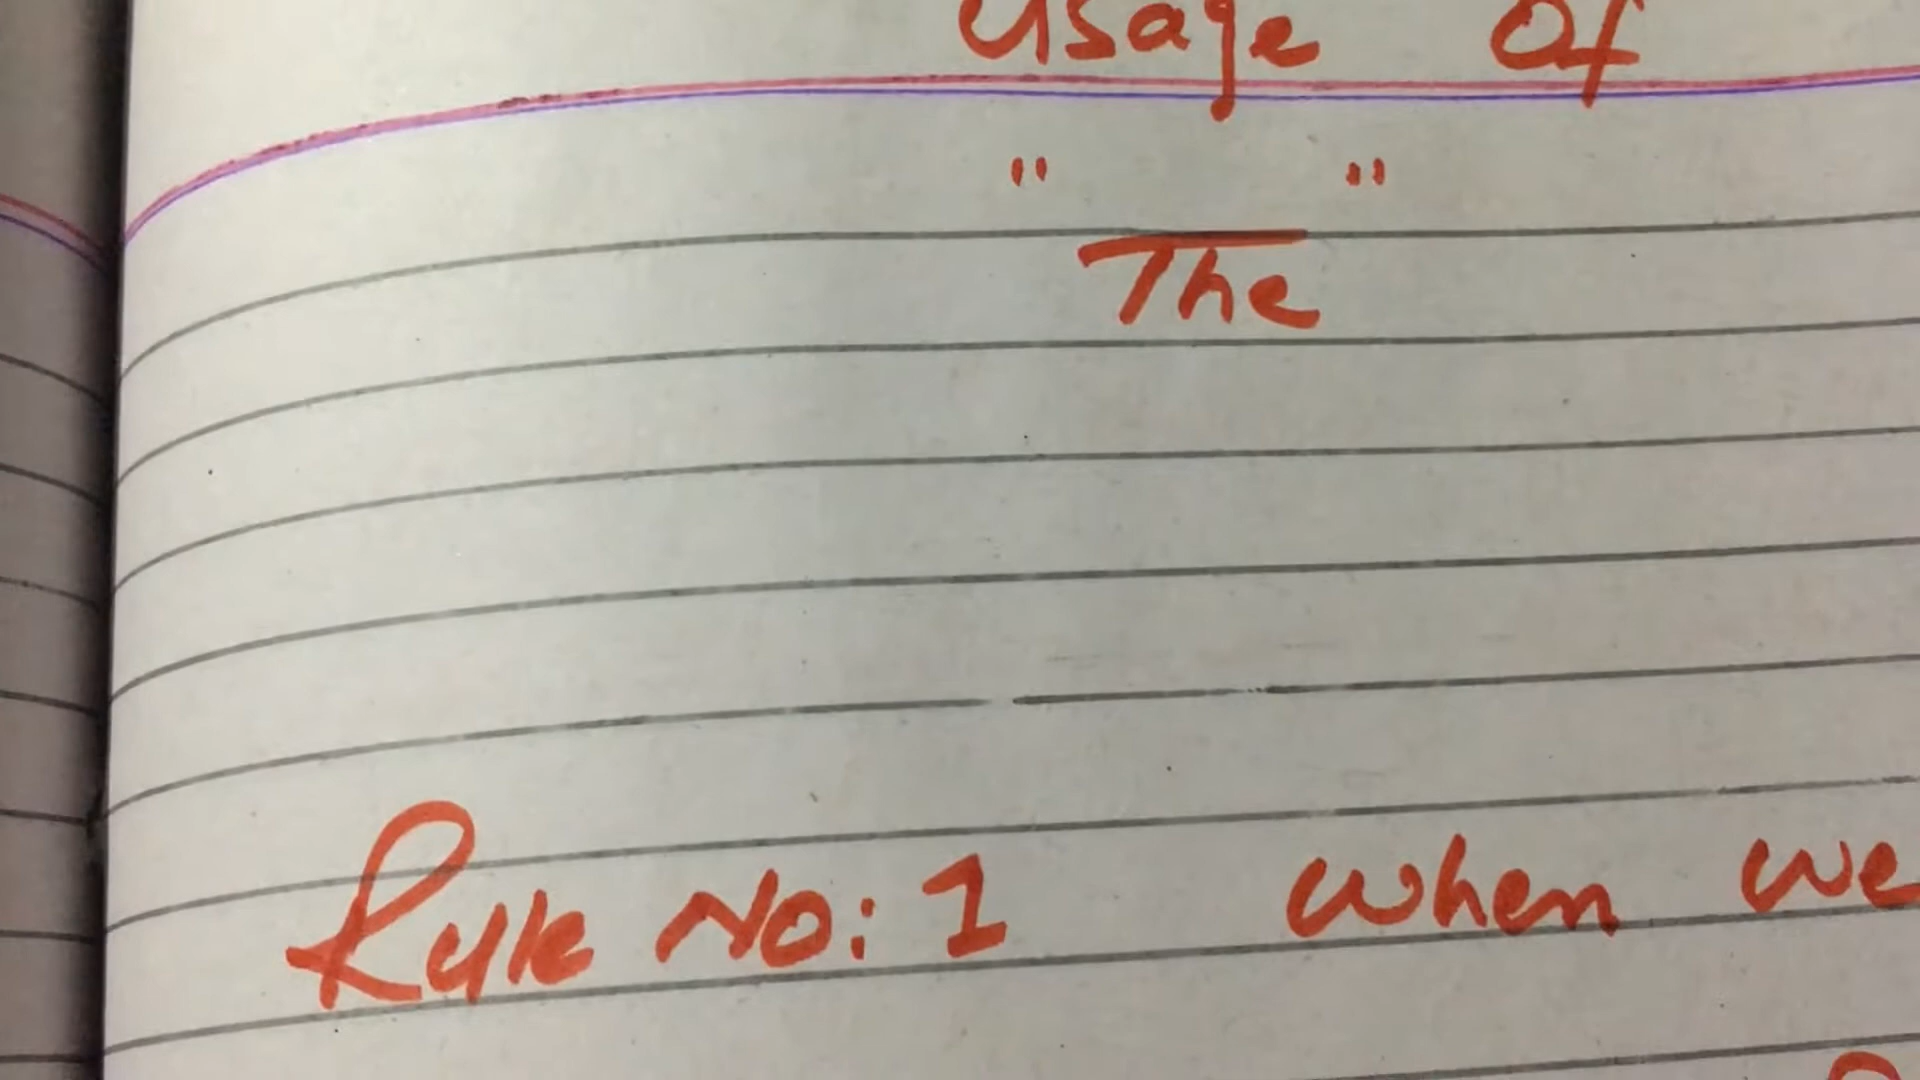 Usage Of
" "
The
Rule No: 1 when we